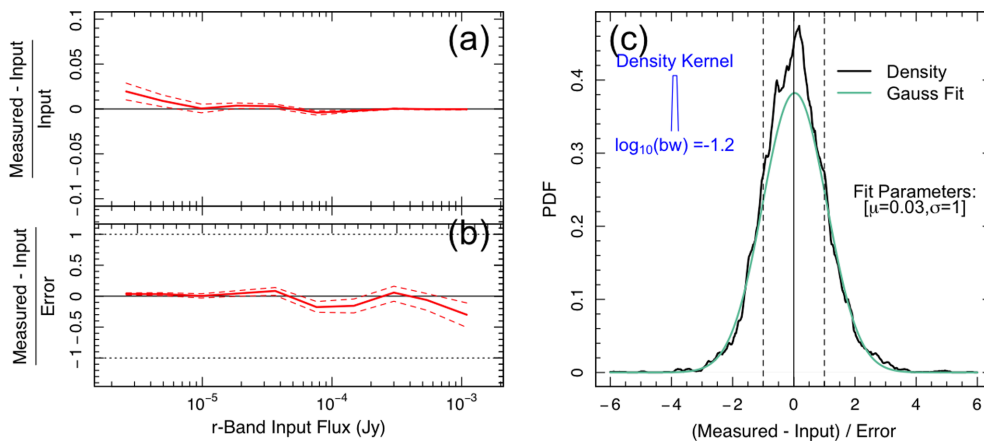 (a)
Measured - Input
Input
0.1
0.05
0
−0.05
0.1
(b)
Measured - Input
Error
1
0.5
0
−0.5
−1
10−5
10−4
10−3
r-Band Input Flux (Jy)
(c)
Density Kernel
log10(bw) =-1.2
Density
Gauss Fit
Fit Parameters:
[μ=0.03,σ=1]
PDF
0.4
0.3
0.2
0.1
0
−6
−4
−2
0
2
4
6
(Measured - Input) / Error